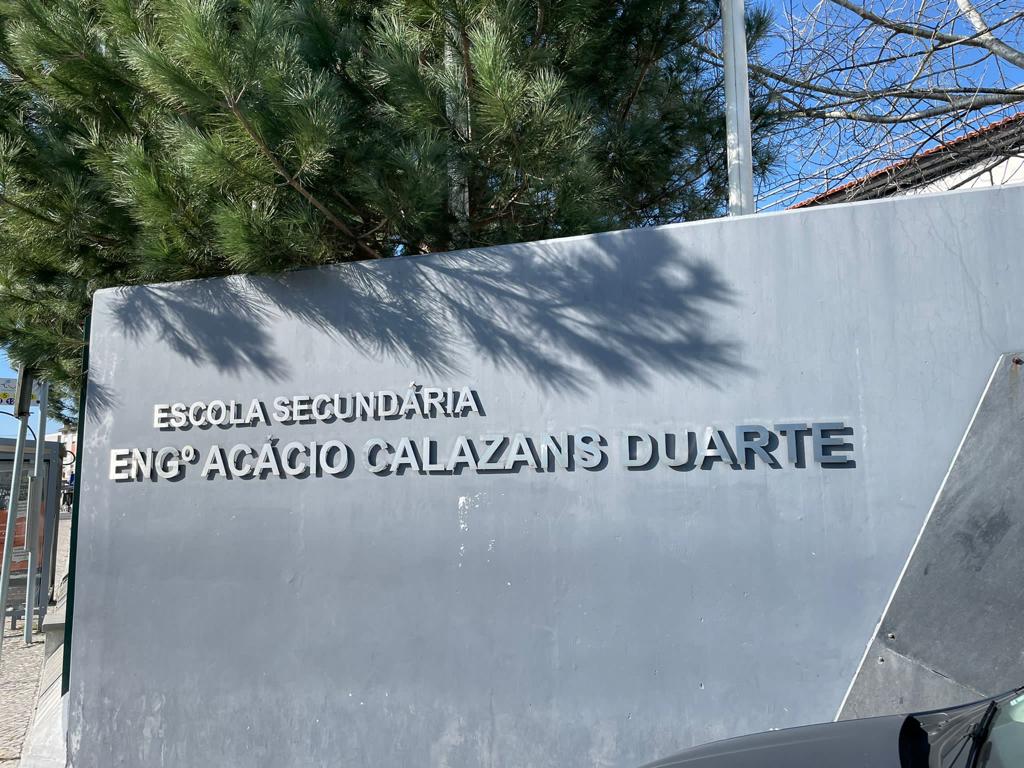 ESCOLA SECUNDÁRIA
ENGº ACÁCIO CALAZANS DUARTE